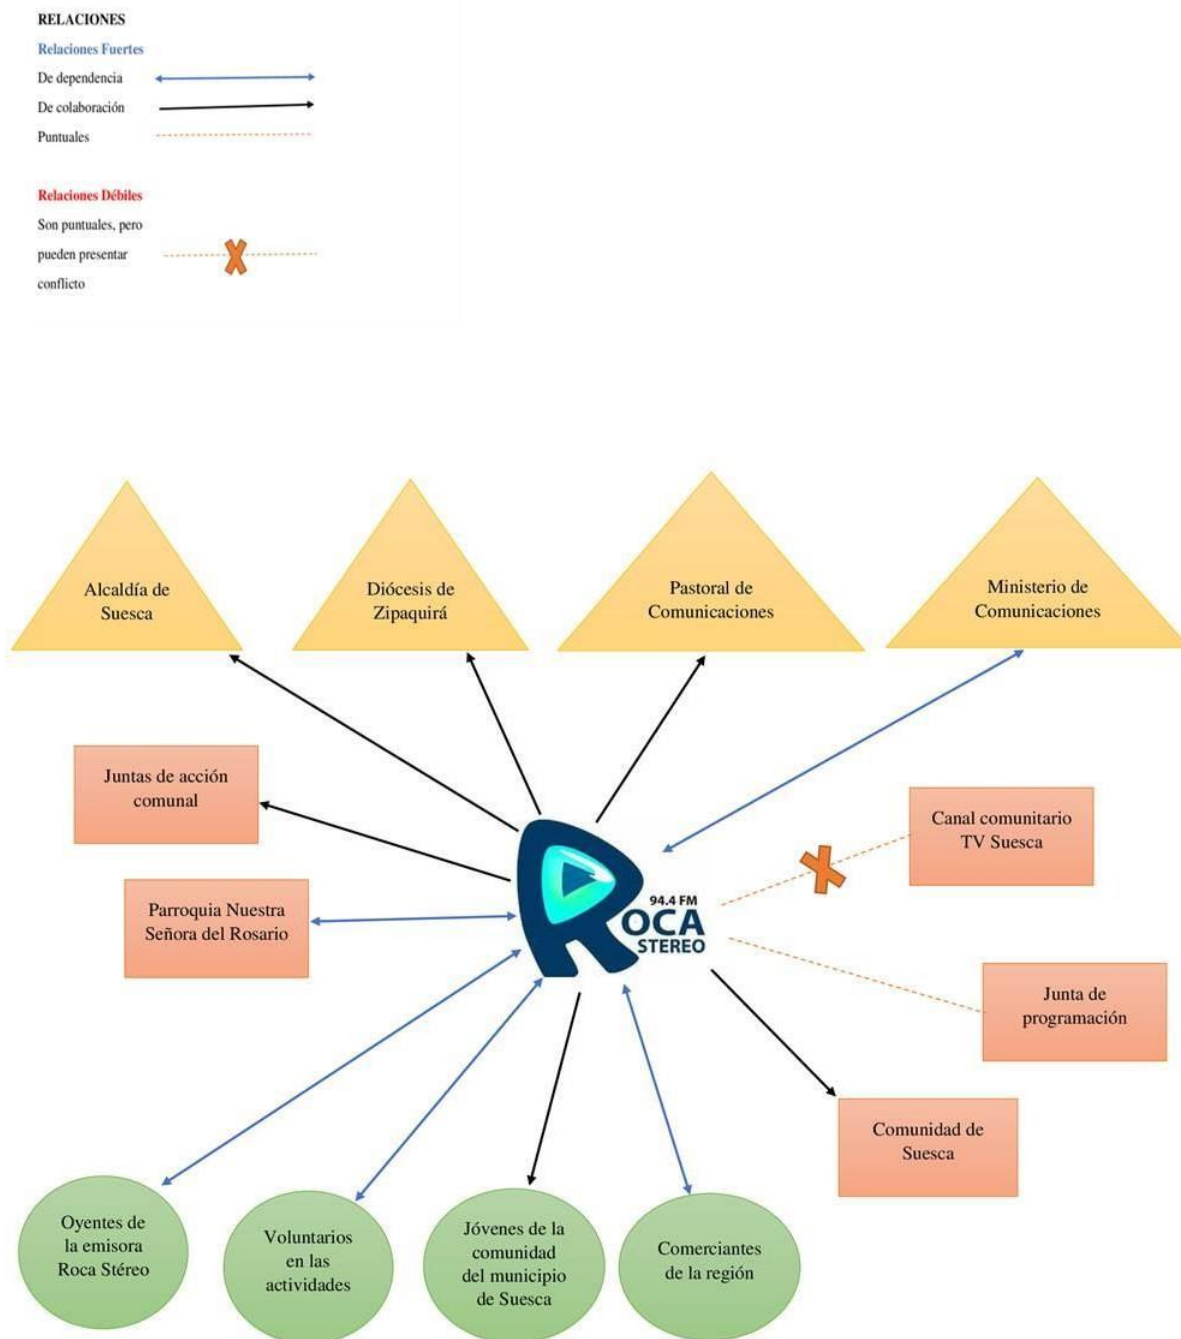 RELACIONES
Relaciones Fuertes
De dependencia
De colaboración
Puntuales
Relaciones Débiles
Son puntuales, pero
pueden presentar
conflicto
Alcaldía de
Suesca
Diócesis de
Zipaquirá
Pastoral de
Comunicaciones
Ministerio de
Comunicaciones
Juntas de acción
comunal
Canal comunitario
TV Suesca
Parroquia Nuestra
Señora del Rosario
94.4 FM
ROCA
STEREO
Junta de
programación
Comunidad de
Suesca
Oyentes de
la emisora
Roca Stéreo
Voluntarios
en las
actividades
Jóvenes de la
comunidad
del municipio
de Suesca
Comerciantes
de la región